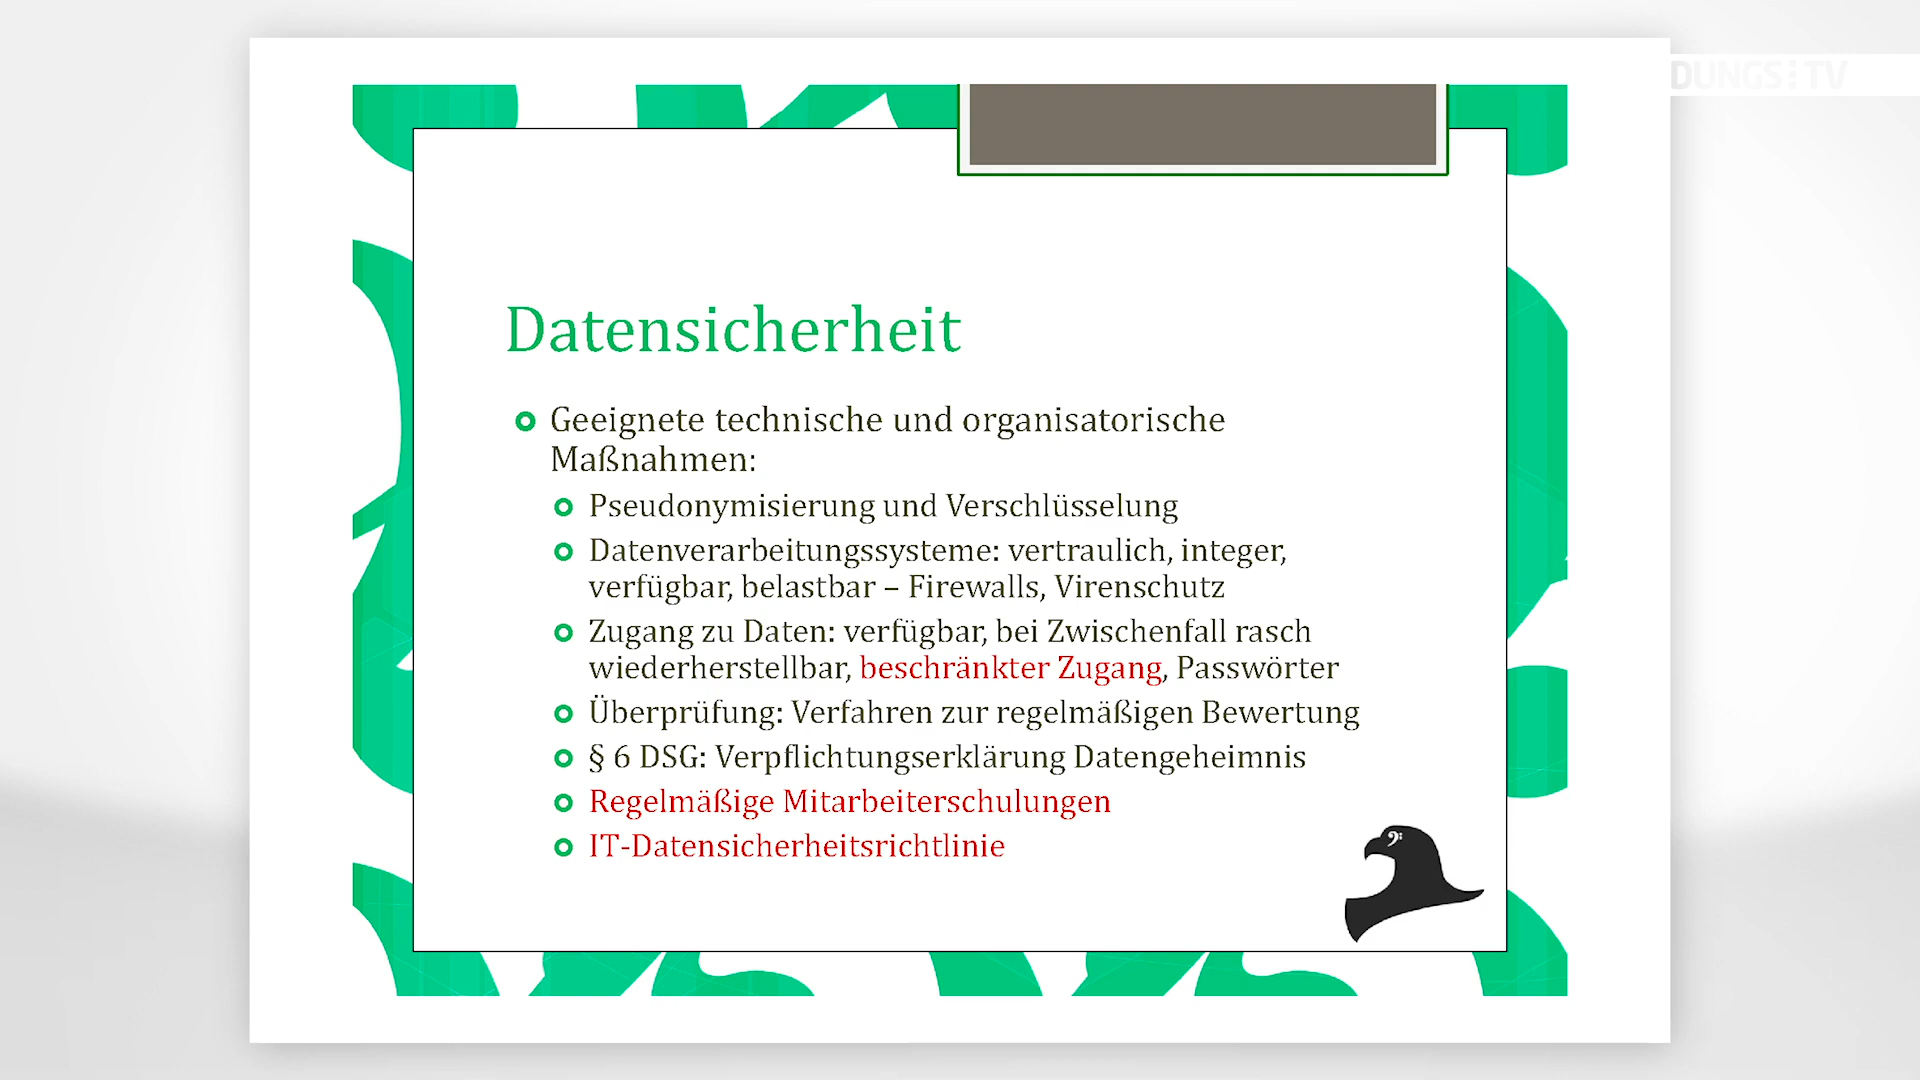 DUNGS TV
Datensicherheit
Geeignete technische und organisatorische
Maßnahmen:
Pseudonymisierung und Verschlüsselung
Datenverarbeitungssysteme: vertraulich, integer,
verfügbar, belastbar – Firewalls, Virenschutz
Zugang zu Daten: verfügbar, bei Zwischenfall rasch
wiederherstellbar, beschränkter Zugang, Passwörter
Überprüfung: Verfahren zur regelmäßigen Bewertung
§ 6 DSG: Verpflichtungserklärung Datengeheimnis
Regelmäßige Mitarbeiterschulungen
IT-Datensicherheitsrichtlinie